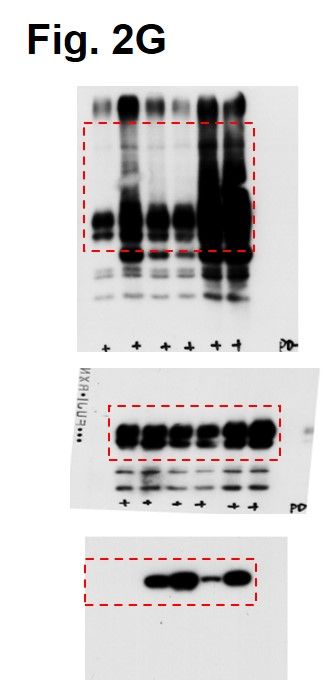 Fig. 2G
+ + + + + + PD-
+ + + + + + PD